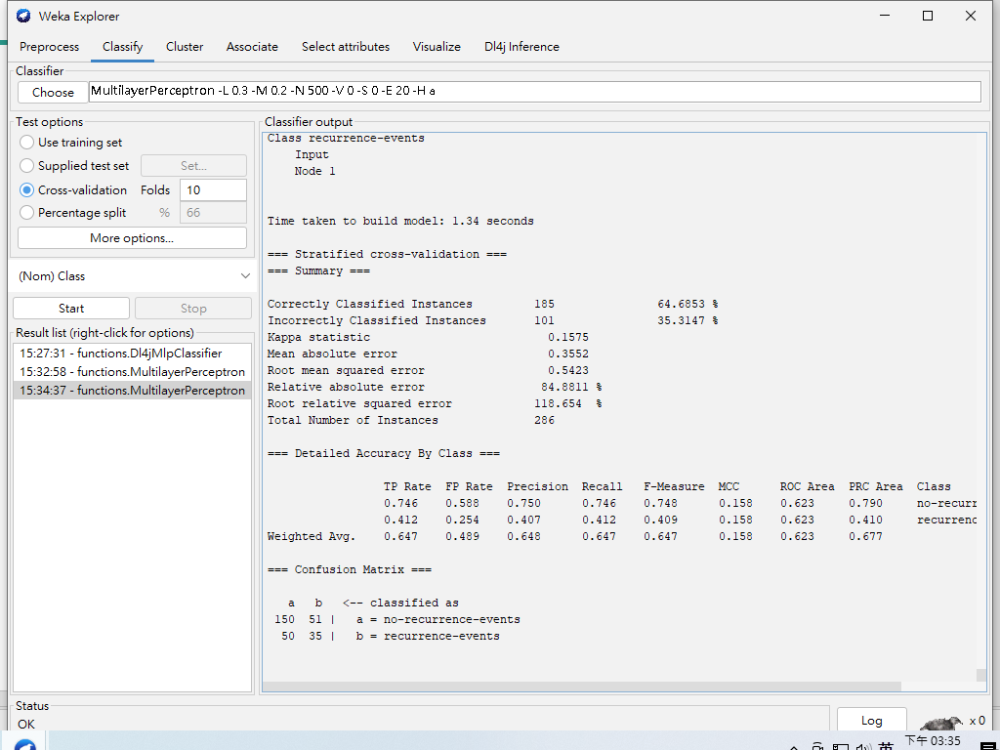 Weka Explorer
Preprocess Classify Cluster Associate Select attributes Visualize Dl4j Inference
Classifier
Choose MultilayerPerceptron -L 0.3 -M 0.2 -N 500 -V 0 -S 0 -E 20 -H a
Test options
Use training set
Supplied test set Set...
Cross-validation Folds 10
Percentage split % 66
More options...
(Nom) Class
Start Stop
Result list (right-click for options)
15:27:31 - functions.Dl4jMlpClassifier
15:32:58 - functions.MultilayerPerceptron
15:34:37 - functions.MultilayerPerceptron
Classifier output
Class recurrence-events
Input
Node 1
Time taken to build model: 1.34 seconds
=== Stratified cross-validation ===
=== Summary ===
Correctly Classified Instances 185 64.6853 %
Incorrectly Classified Instances 101 35.3147 %
Kappa statistic 0.1575
Mean absolute error 0.3552
Root mean squared error 0.5423
Relative absolute error 84.8811 %
Root relative squared error 118.654 %
Total Number of Instances 286
=== Detailed Accuracy By Class ===
TP Rate FP Rate Precision Recall F-Measure MCC ROC Area PRC Area Class
0.746 0.588 0.750 0.746 0.748 0.158 0.623 0.790 no-recurr
0.412 0.254 0.407 0.412 0.409 0.158 0.623 0.410 recurrenc
Weighted Avg. 0.647 0.489 0.648 0.647 0.647 0.158 0.623 0.677
=== Confusion Matrix ===
a b <-- classified as
150 51 | a = no-recurrence-events
50 35 | b = recurrence-events
Status
OK
Log x 0
英 下午 03:35